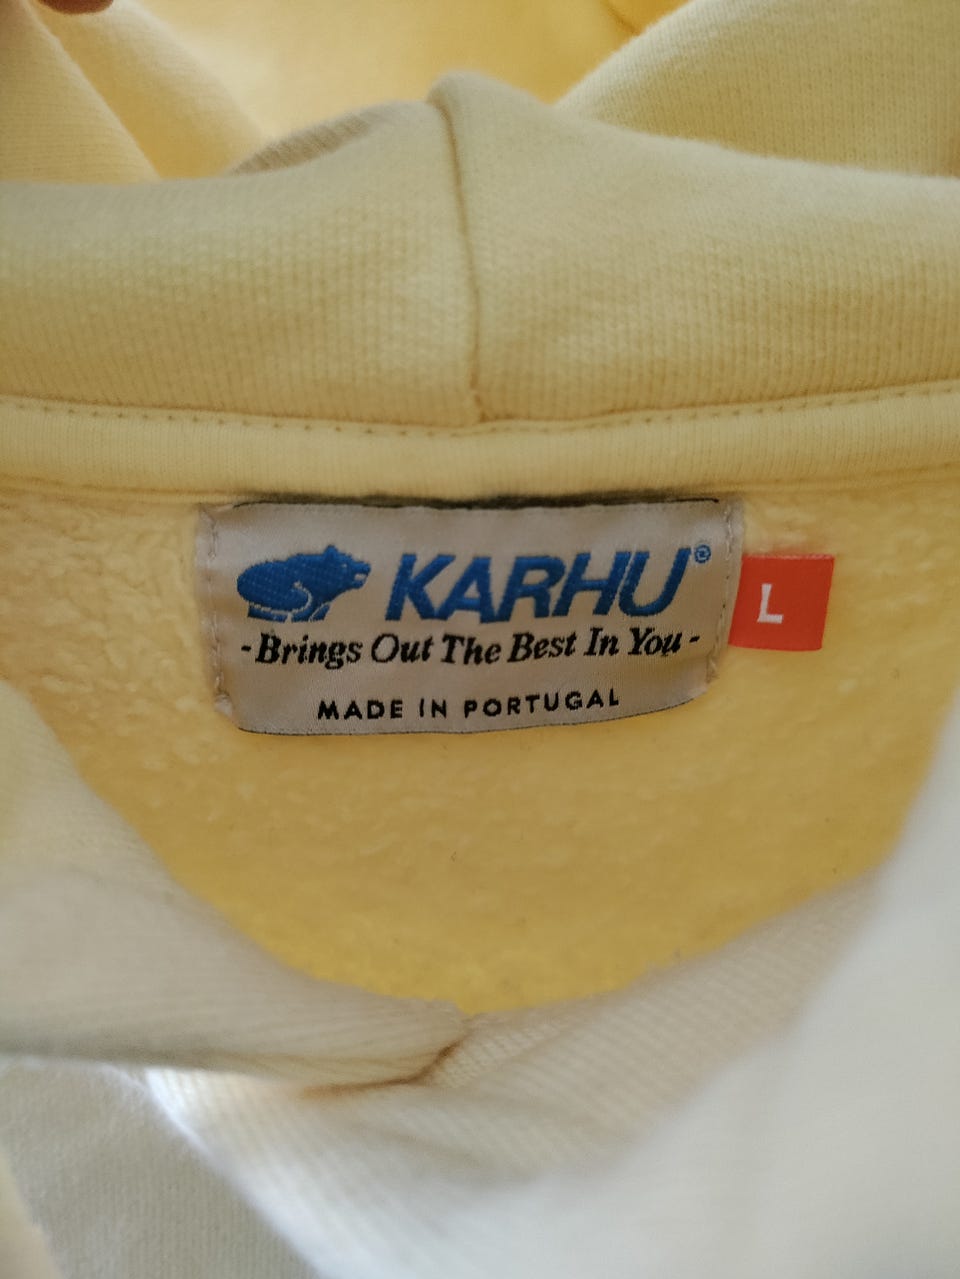 KARHU®
-Brings Out The Best In You-
MADE IN PORTUGAL
L